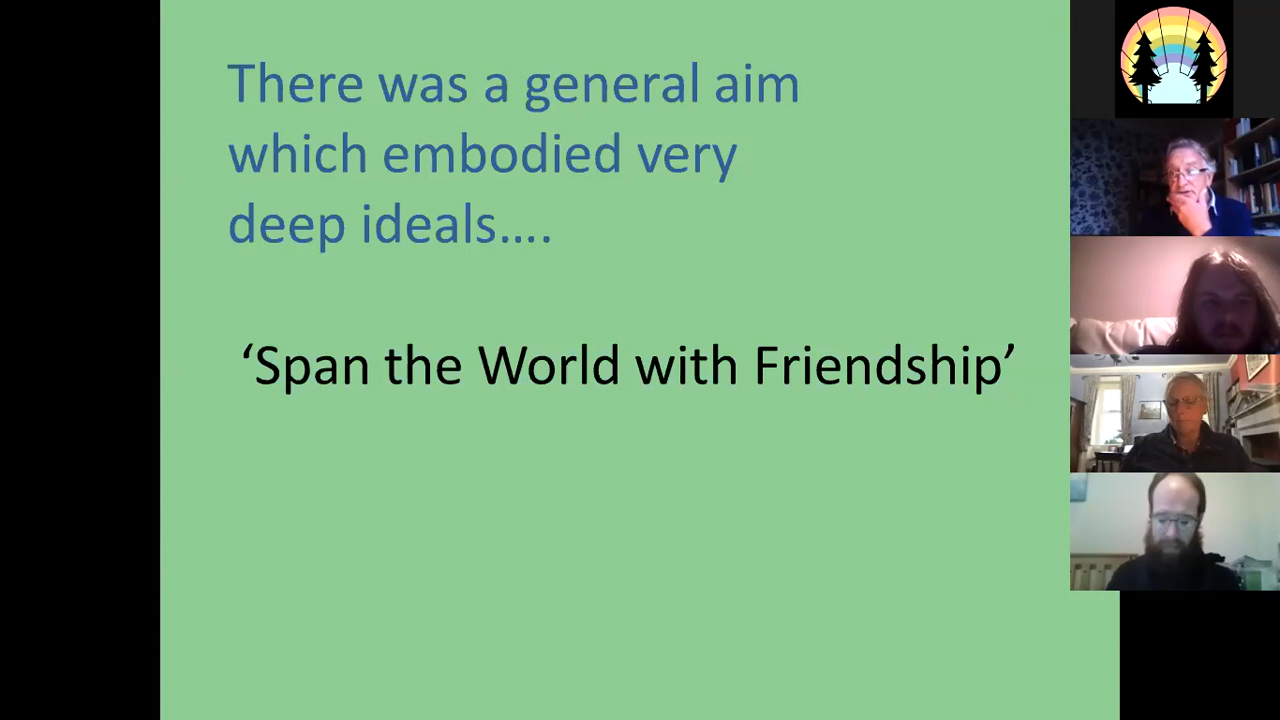 There was a general aim
which embodied very
deep ideals....
‘Span the World with Friendship’